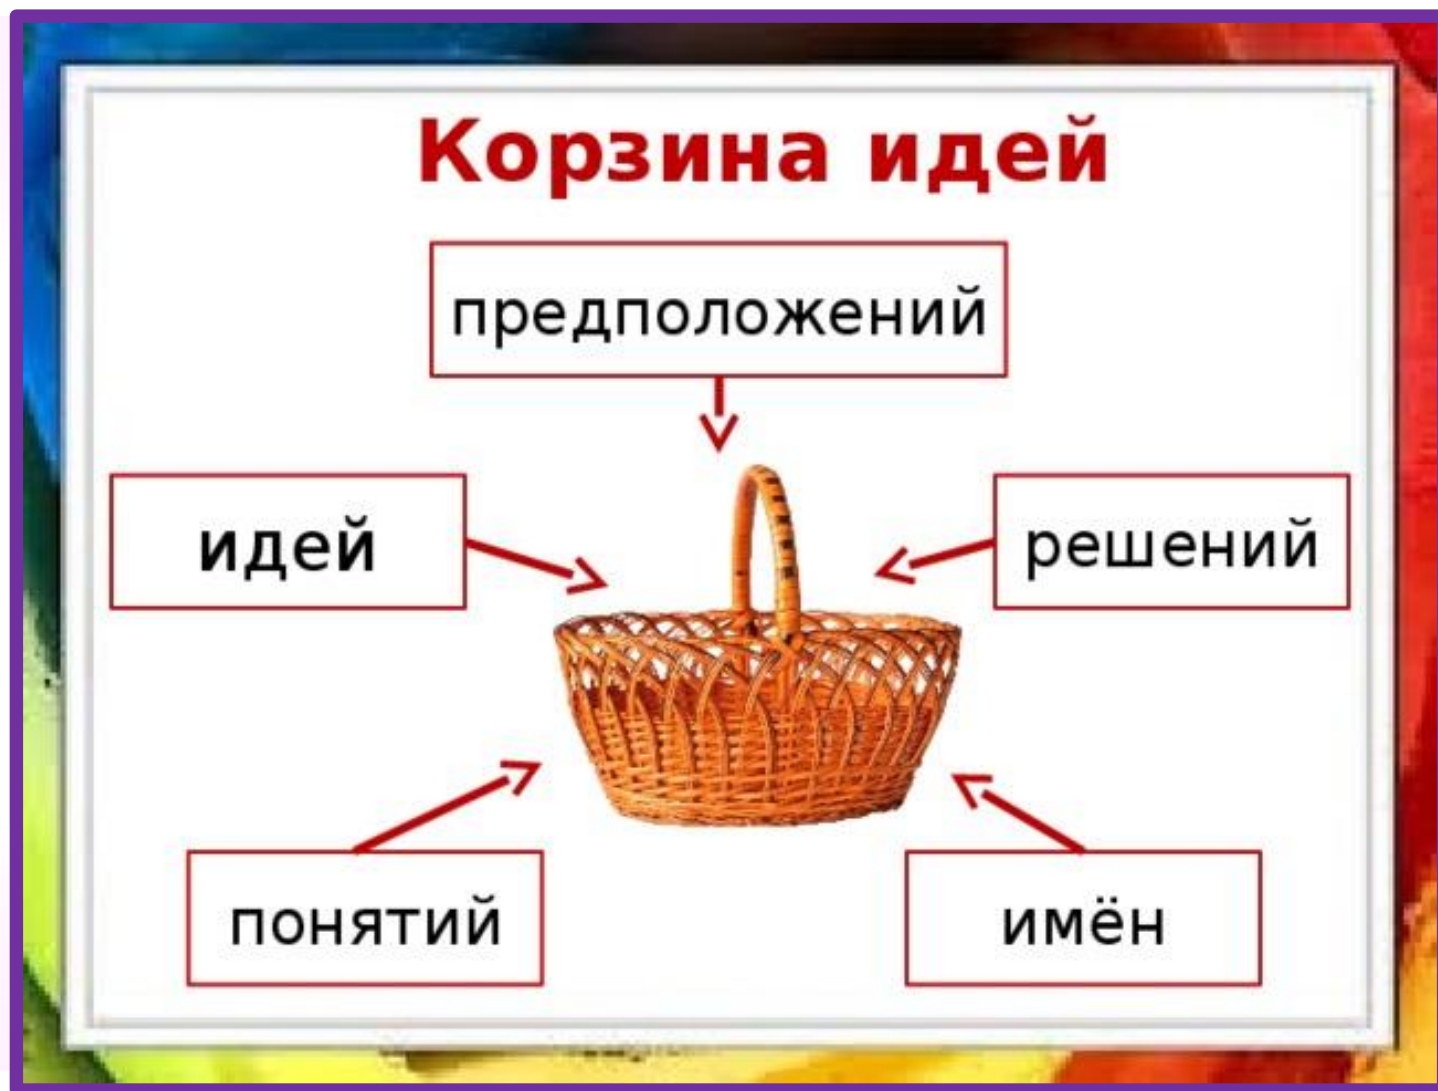 Корзина идей
предположений
идей
решений
понятий
имён